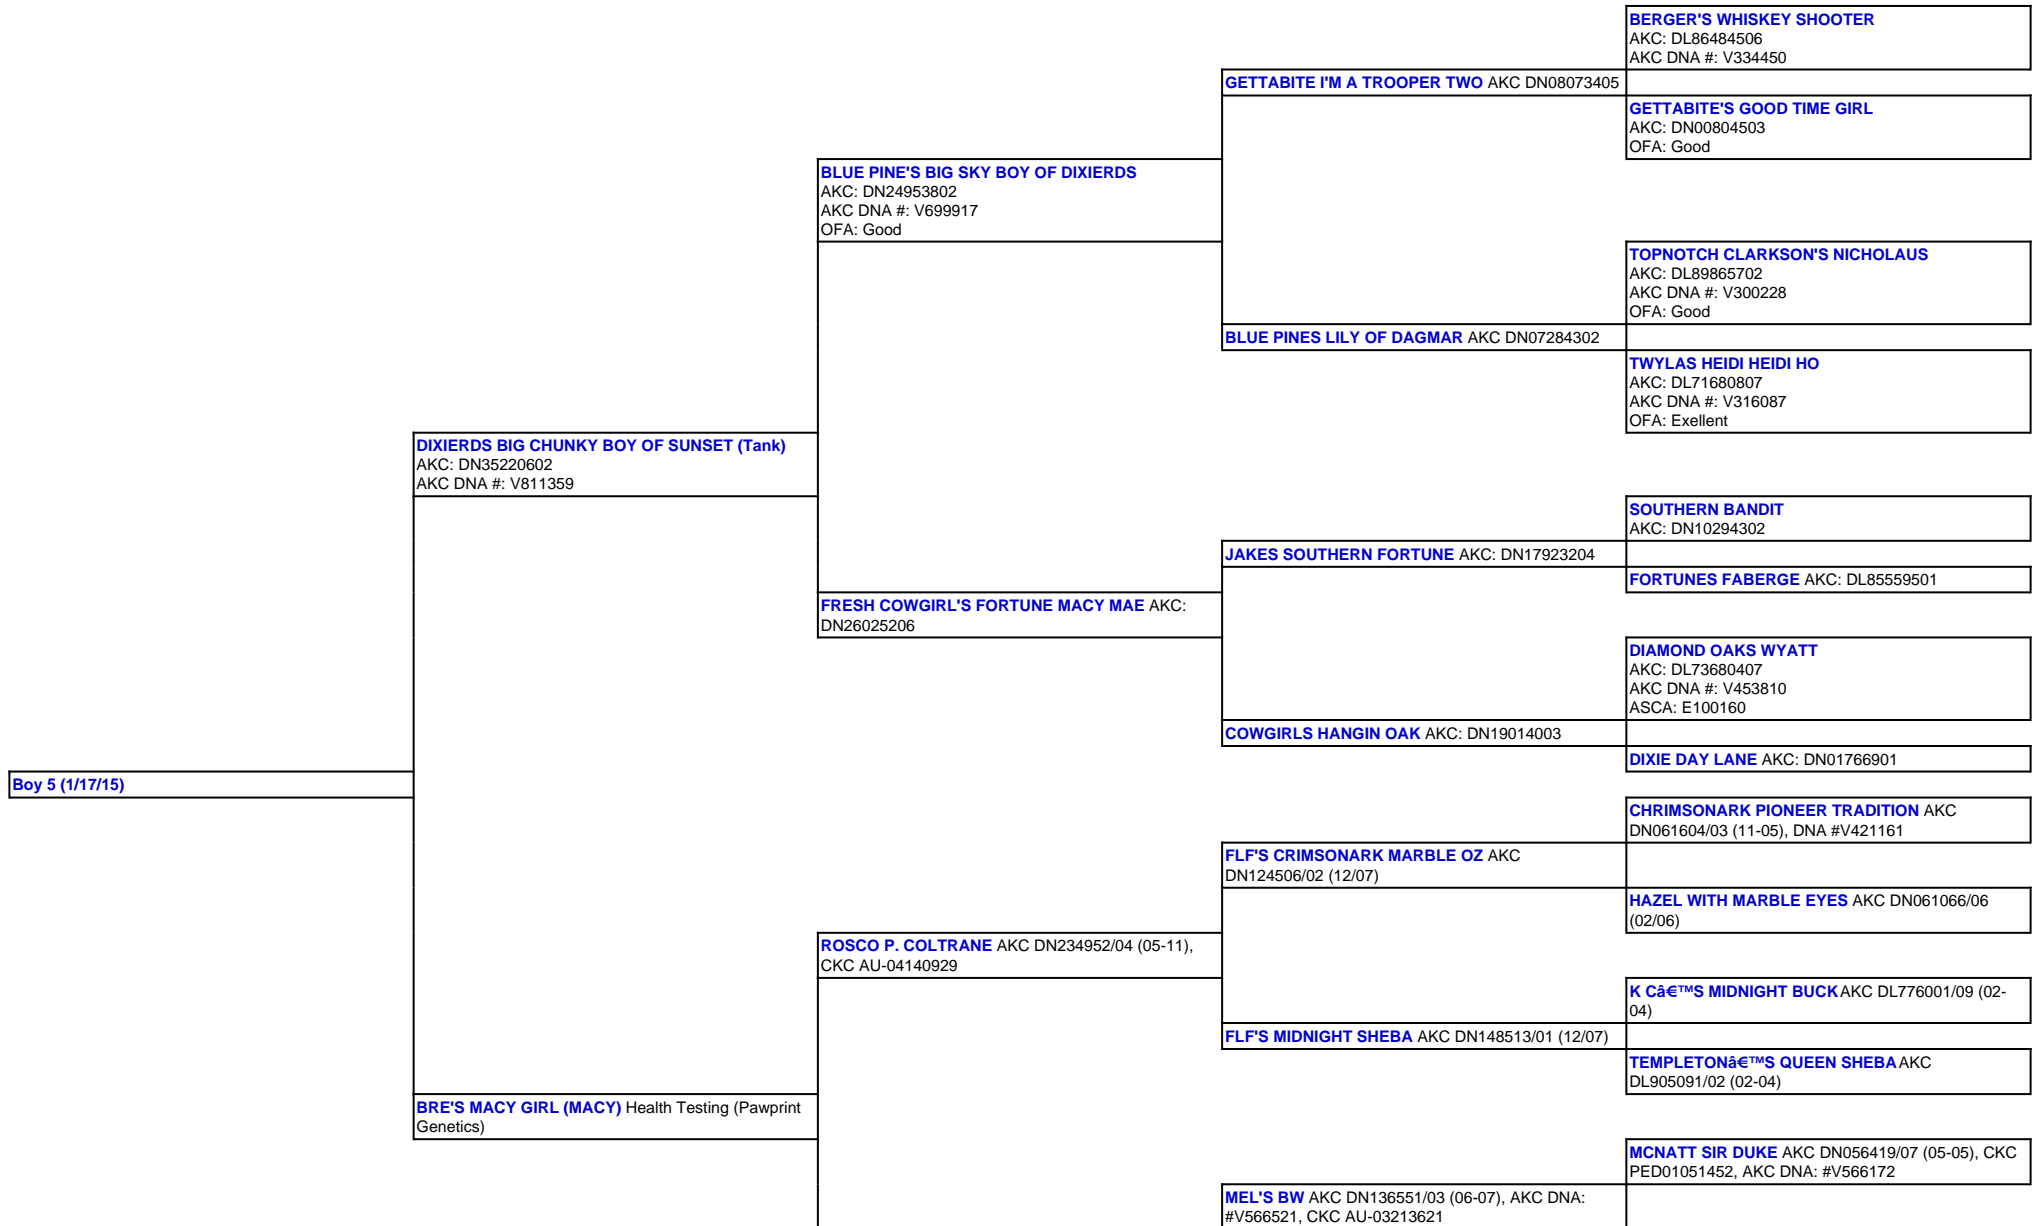 BERGER'S WHISKEY SHOOTER
AKC: DL86484506
AKC DNA #: V334450
GETTABITE I'M A TROOPER TWO AKC DN08073405
GETTABITE'S GOOD TIME GIRL
AKC: DN00804503
OFA: Good
BLUE PINE'S BIG SKY BOY OF DIXIERDS
AKC: DN24953802
AKC DNA #: V699917
OFA: Good
TOPNOTCH CLARKSON'S NICHOLAUS
AKC: DL89865702
AKC DNA #: V300228
OFA: Good
BLUE PINES LILY OF DAGMAR AKC DN07284302
TWYLAS HEIDI HEIDI HO
AKC: DL71680807
AKC DNA #: V316087
OFA: Exellent
DIXIERDS BIG CHUNKY BOY OF SUNSET (Tank)
AKC: DN35220602
AKC DNA #: V811359
SOUTHERN BANDIT
AKC: DN10294302
JAKES SOUTHERN FORTUNE AKC: DN17923204
FORTUNES FABERGE AKC: DL85559501
FRESH COWGIRL'S FORTUNE MACY MAE AKC:
DN26025206
DIAMOND OAKS WYATT
AKC: DL73680407
AKC DNA #: V453810
ASCA: E100160
COWGIRLS HANGIN OAK AKC: DN19014003
DIXIE DAY LANE AKC: DN01766901
Boy 5 (1/17/15)
CHRIMSONARK PIONEER TRADITION AKC
DN061604/03 (11-05), DNA #V421161
FLF'S CRIMSONARK MARBLE OZ AKC
DN124506/02 (12/07)
HAZEL WITH MARBLE EYES AKC DN061066/06
(02/06)
ROSCO P. COLTRANE AKC DN234952/04 (05-11),
CKC AU-04140929
K Câ€™S MIDNIGHT BUCK AKC DL776001/09 (02-
04)
FLF'S MIDNIGHT SHEBA AKC DN148513/01 (12/07)
TEMPLETONâ€™S QUEEN SHEBA AKC
DL905091/02 (02-04)
BRE'S MACY GIRL (MACY) Health Testing (Pawprint
Genetics)
MCNATT SIR DUKE AKC DN056419/07 (05-05), CKC
PED01051452, AKC DNA: #V566172
MEL'S BW AKC DN136551/03 (06-07), AKC DNA:
#V566521, CKC AU-03213621